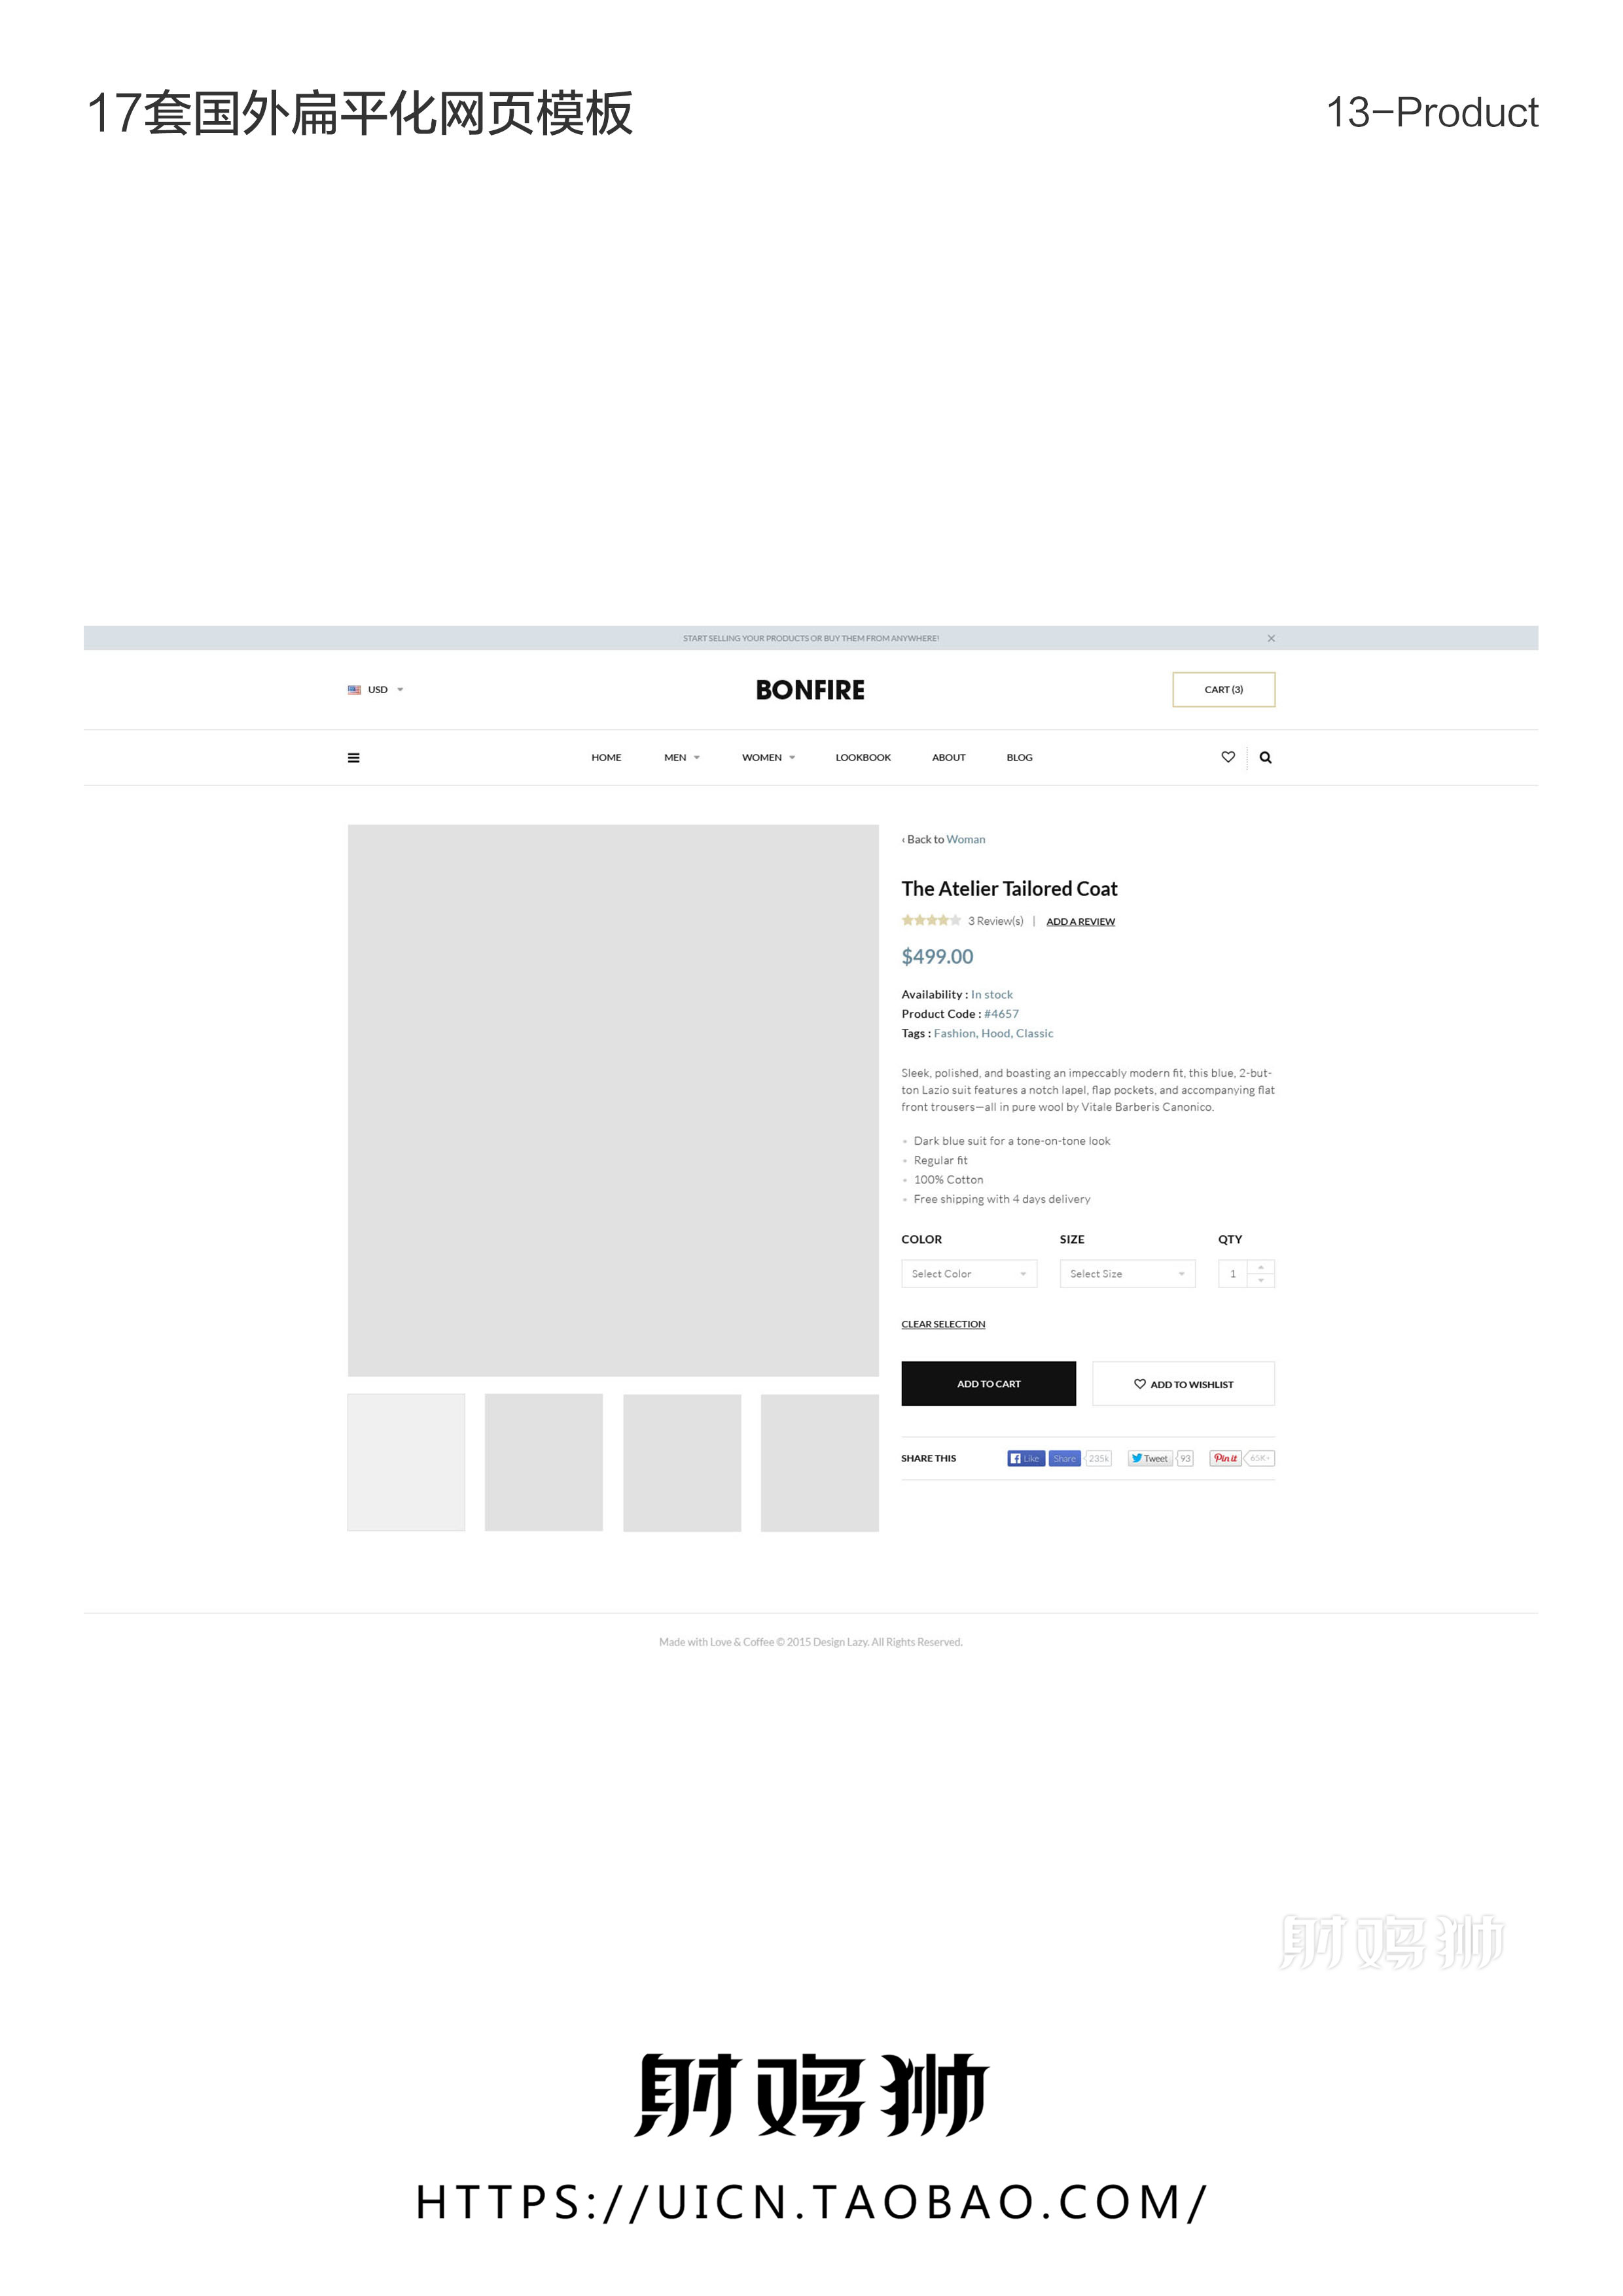 17套国外扁平化网页模板
13-Product
START SELLING YOUR PRODUCTS OR BUY THEM FROM ANYWHERE!
USD
BONFIRE
CART (3)
HOME MEN WOMEN LOOKBOOK ABOUT BLOG
‹ Back to Woman
The Atelier Tailored Coat
3 Review(s) | ADD A REVIEW
$499.00
Availability : In stock
Product Code : #4657
Tags : Fashion, Hood, Classic
Sleek, polished, and boasting an impeccably modern fit, this blue, 2-but-
ton Lazio suit features a notch lapel, flap pockets, and accompanying flat
front trousers—all in pure wool by Vitale Barberis Canonico.
Dark blue suit for a tone-on-tone look
Regular fit
100% Cotton
Free shipping with 4 days delivery
COLOR SIZE QTY
Select Color Select Size 1
CLEAR SELECTION
ADD TO CART ADD TO WISHLIST
SHARE THIS Like Share 235k Tweet 93 Pin it 65K+
Made with Love & Coffee © 2015 Design Lazy. All Rights Reserved.
射鸡狮
射鸡狮
HTTPS://UICN.TAOBAO.COM/